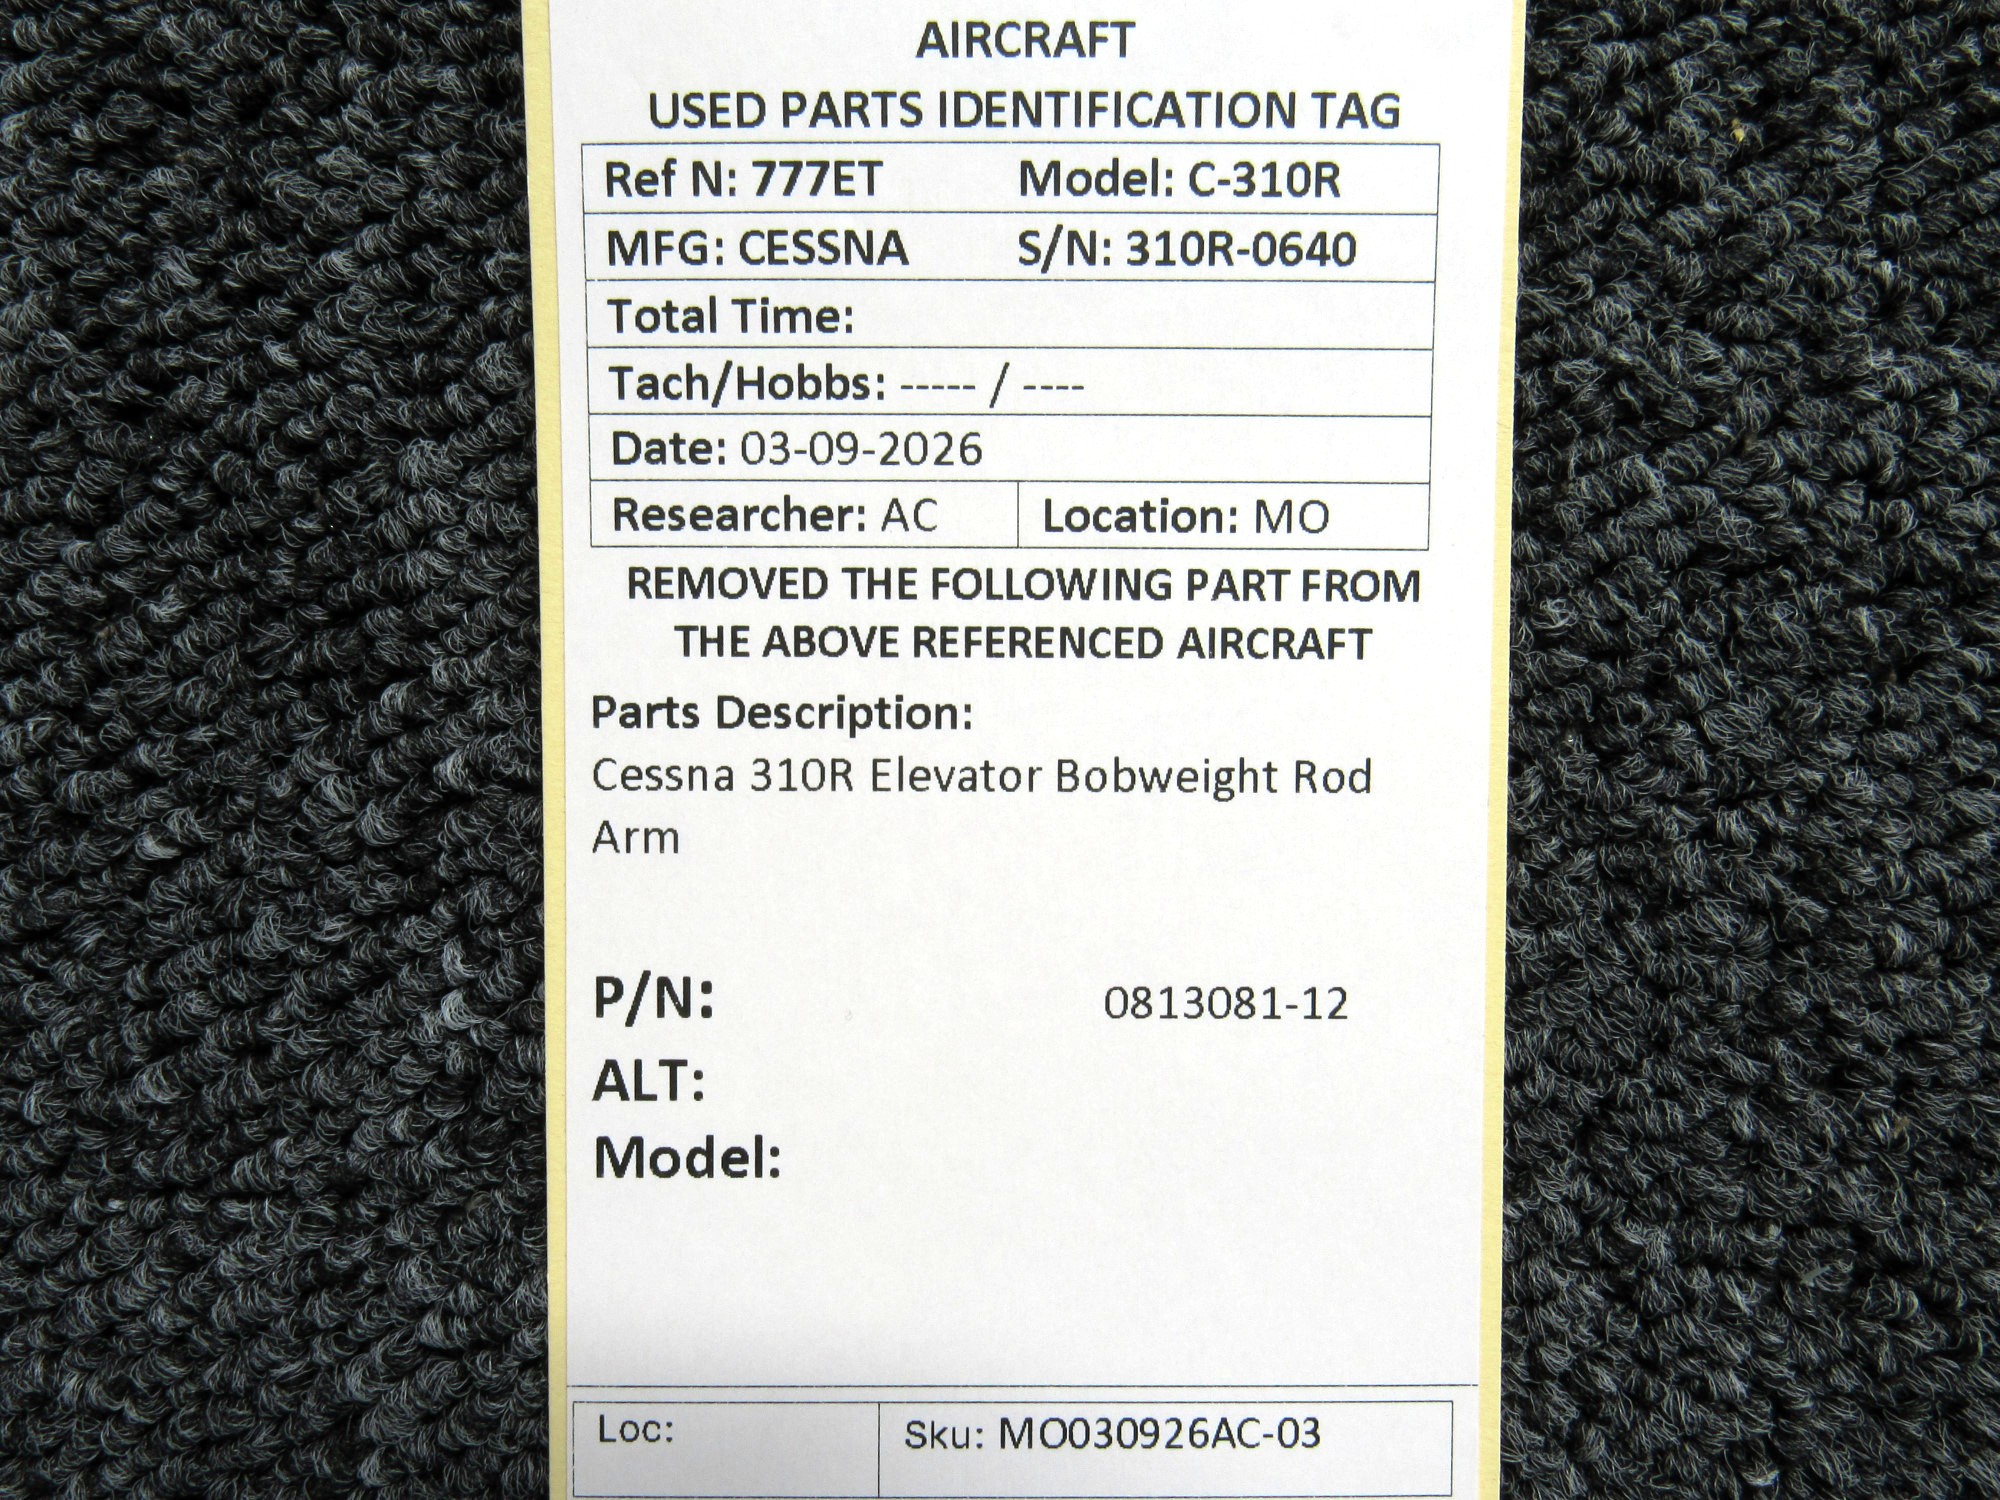 AIRCRAFT
USED PARTS IDENTIFICATION TAG
Ref N: 777ET Model: C-310R
MFG: CESSNA S/N: 310R-0640
Total Time:
Tach/Hobbs: ----- / ----
Date: 03-09-2026
Researcher: AC Location: MO
REMOVED THE FOLLOWING PART FROM
THE ABOVE REFERENCED AIRCRAFT
Parts Description:
Cessna 310R Elevator Bobweight Rod
Arm
P/N: 0813081-12
ALT:
Model:
Loc: Sku: MO030926AC-03